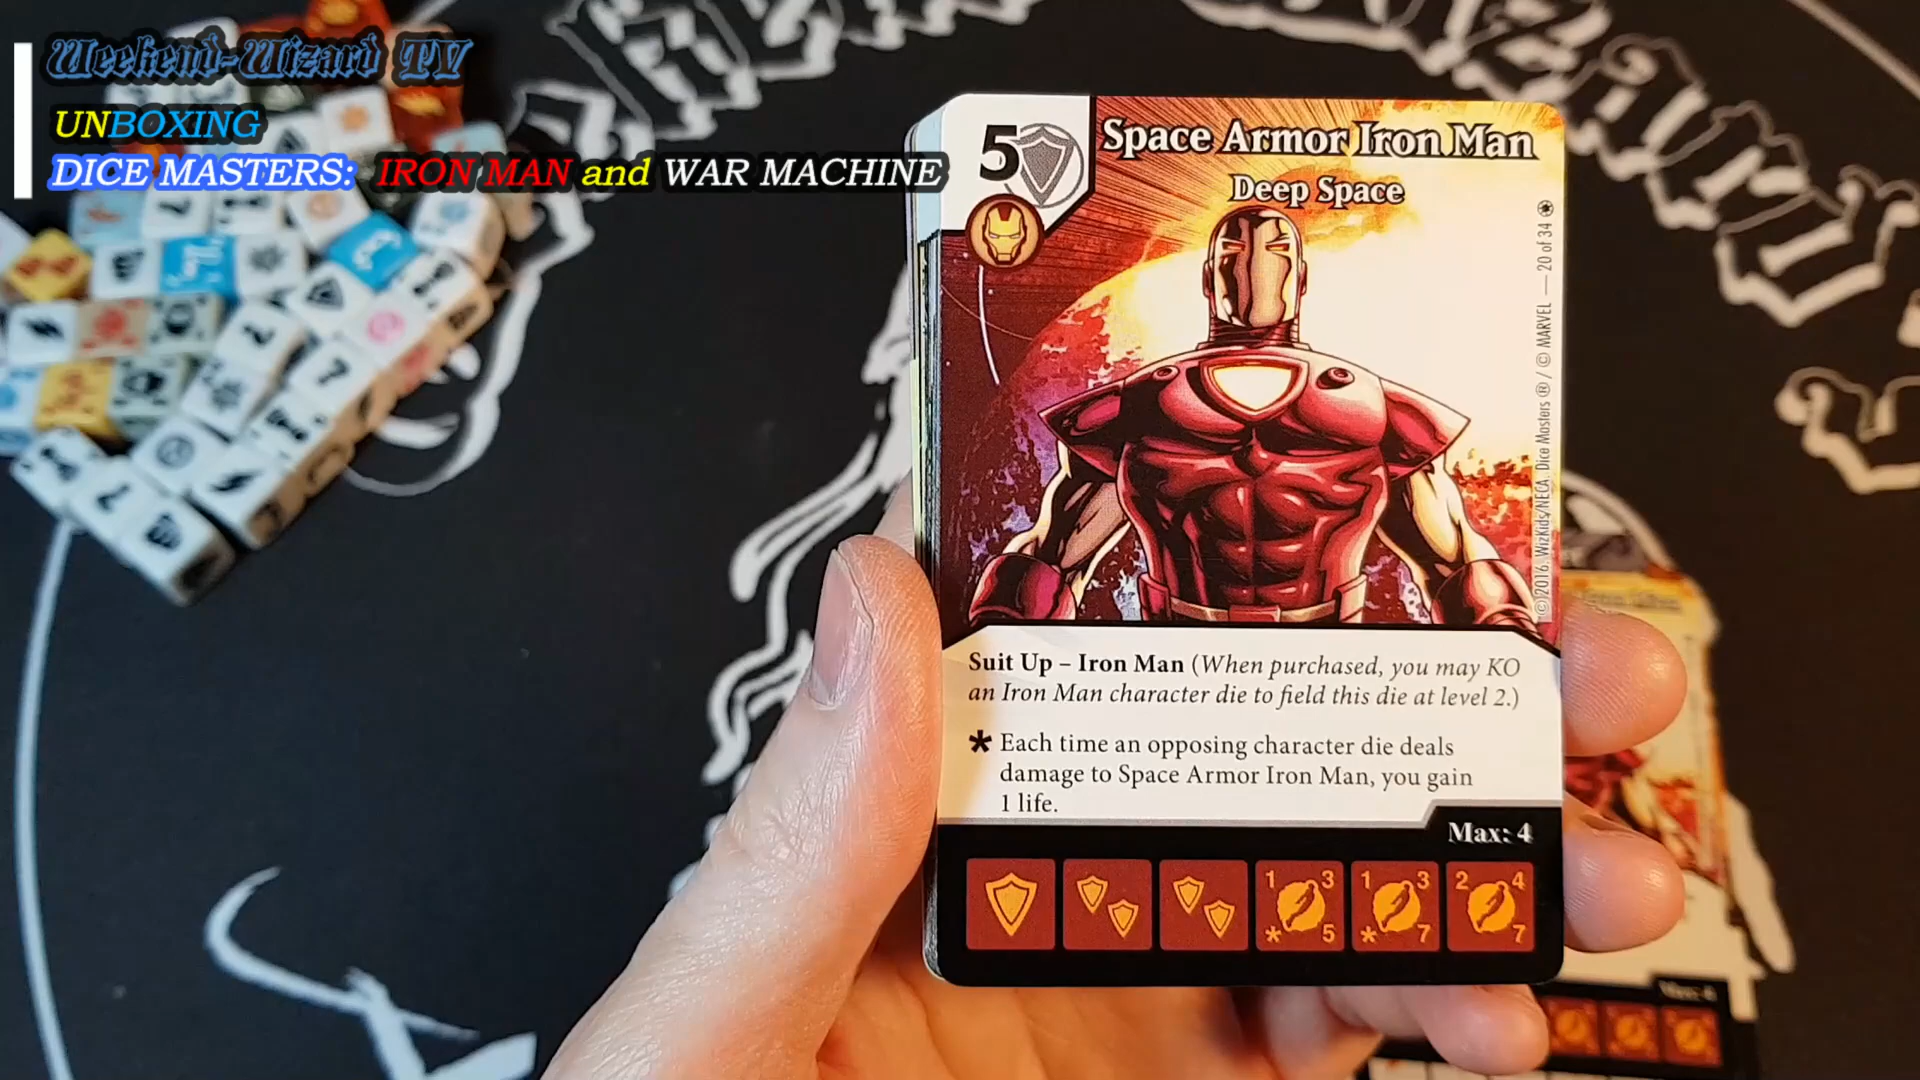 Weekend-Wizard TV
UNBOXING
DICE MASTERS: IRON MAN and WAR MACHINE
5
Space Armor Iron Man
Deep Space
©2016 WizKids/NECA. Dice Masters ® / © MARVEL — 20 of 34
Suit Up – Iron Man (When purchased, you may KO
an Iron Man character die to field this die at level 2.)
* Each time an opposing character die deals
damage to Space Armor Iron Man, you gain
1 life.
Max: 4
1 3 * 5
1 3 * 7
2 4 7